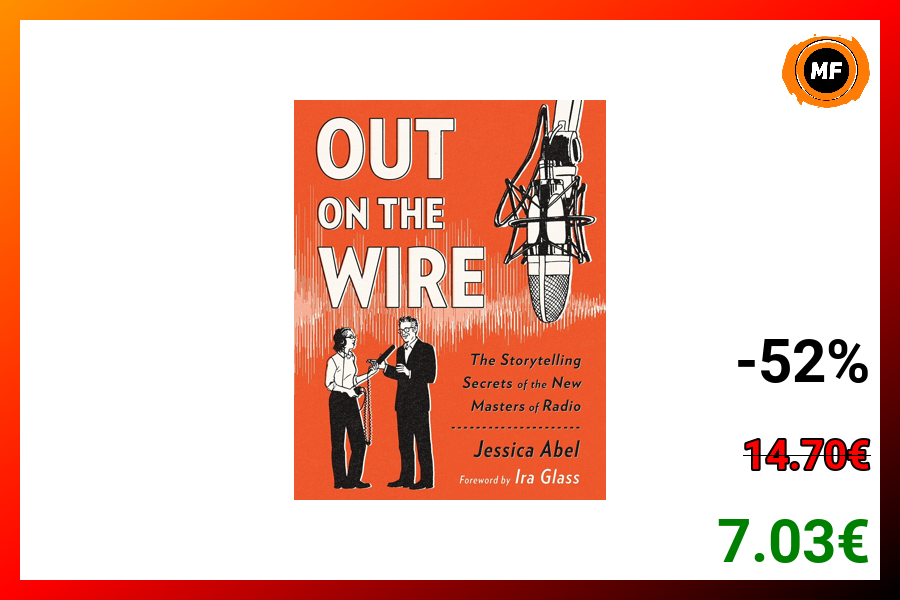 MF
OUT
ON THE
WIRE
The Storytelling
Secrets of the New
Masters of Radio
Jessica Abel
Foreword by Ira Glass
-52%
14.70€
7.03€